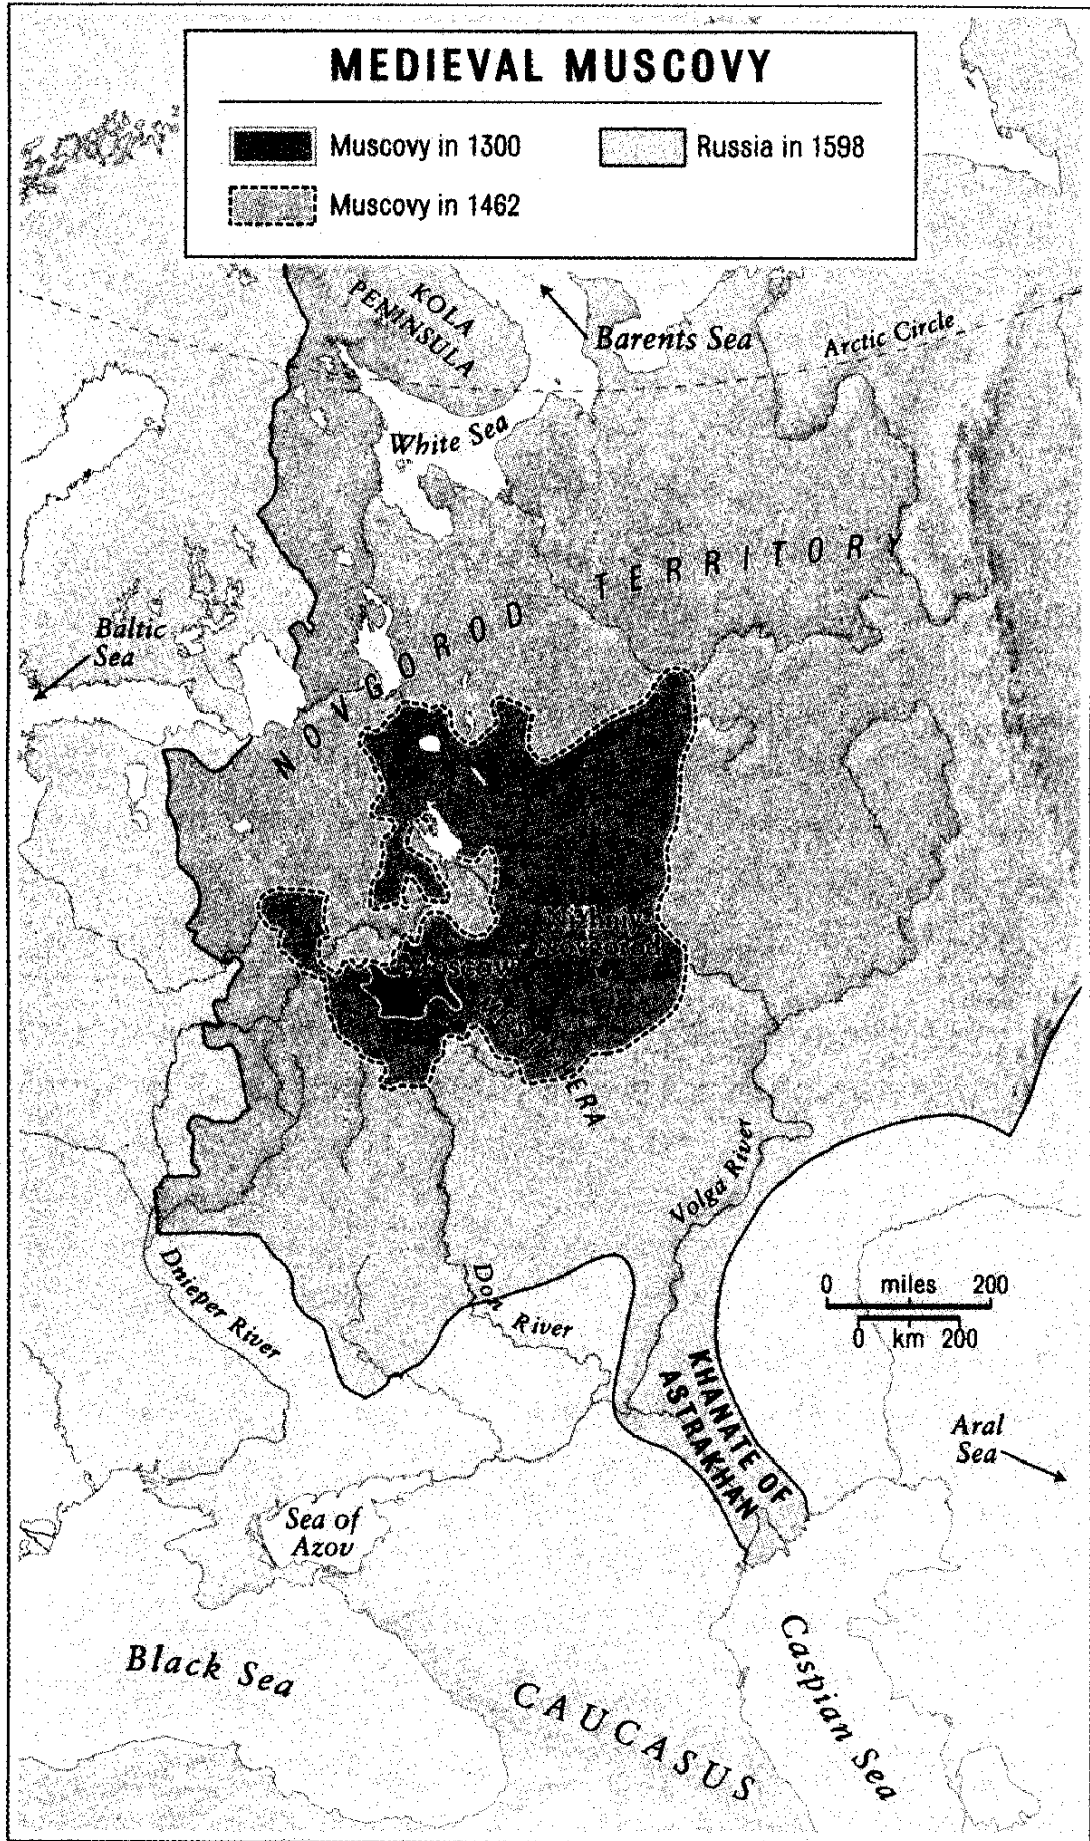 MEDIEVAL MUSCOVY
Muscovy in 1300
Russia in 1598
Muscovy in 1462
KOLA
PENINSULA
Barents Sea
Arctic Circle
White Sea
NOVGOROD TERRITORY
Baltic
Sea
Moscow
Volga River
Dnieper River
Don River
0 miles 200
0 km 200
KHANATE OF
ASTRAKHAN
Aral
Sea
Sea of
Azov
Black Sea
CAUCASUS
Caspian Sea